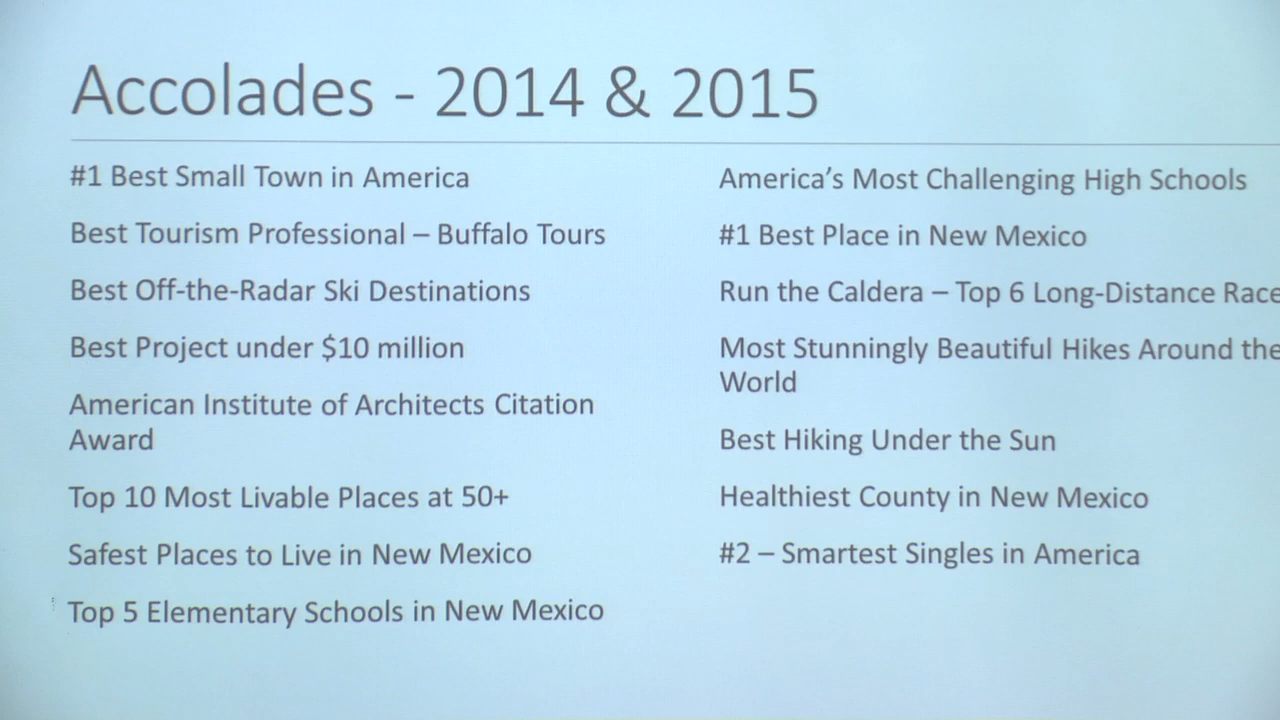 Accolades - 2014 & 2015
#1 Best Small Town in America
Best Tourism Professional – Buffalo Tours
Best Off-the-Radar Ski Destinations
Best Project under $10 million
American Institute of Architects Citation
Award
Top 10 Most Livable Places at 50+
Safest Places to Live in New Mexico
Top 5 Elementary Schools in New Mexico
America’s Most Challenging High Schools
#1 Best Place in New Mexico
Run the Caldera – Top 6 Long-Distance Race
Most Stunningly Beautiful Hikes Around the
World
Best Hiking Under the Sun
Healthiest County in New Mexico
#2 – Smartest Singles in America